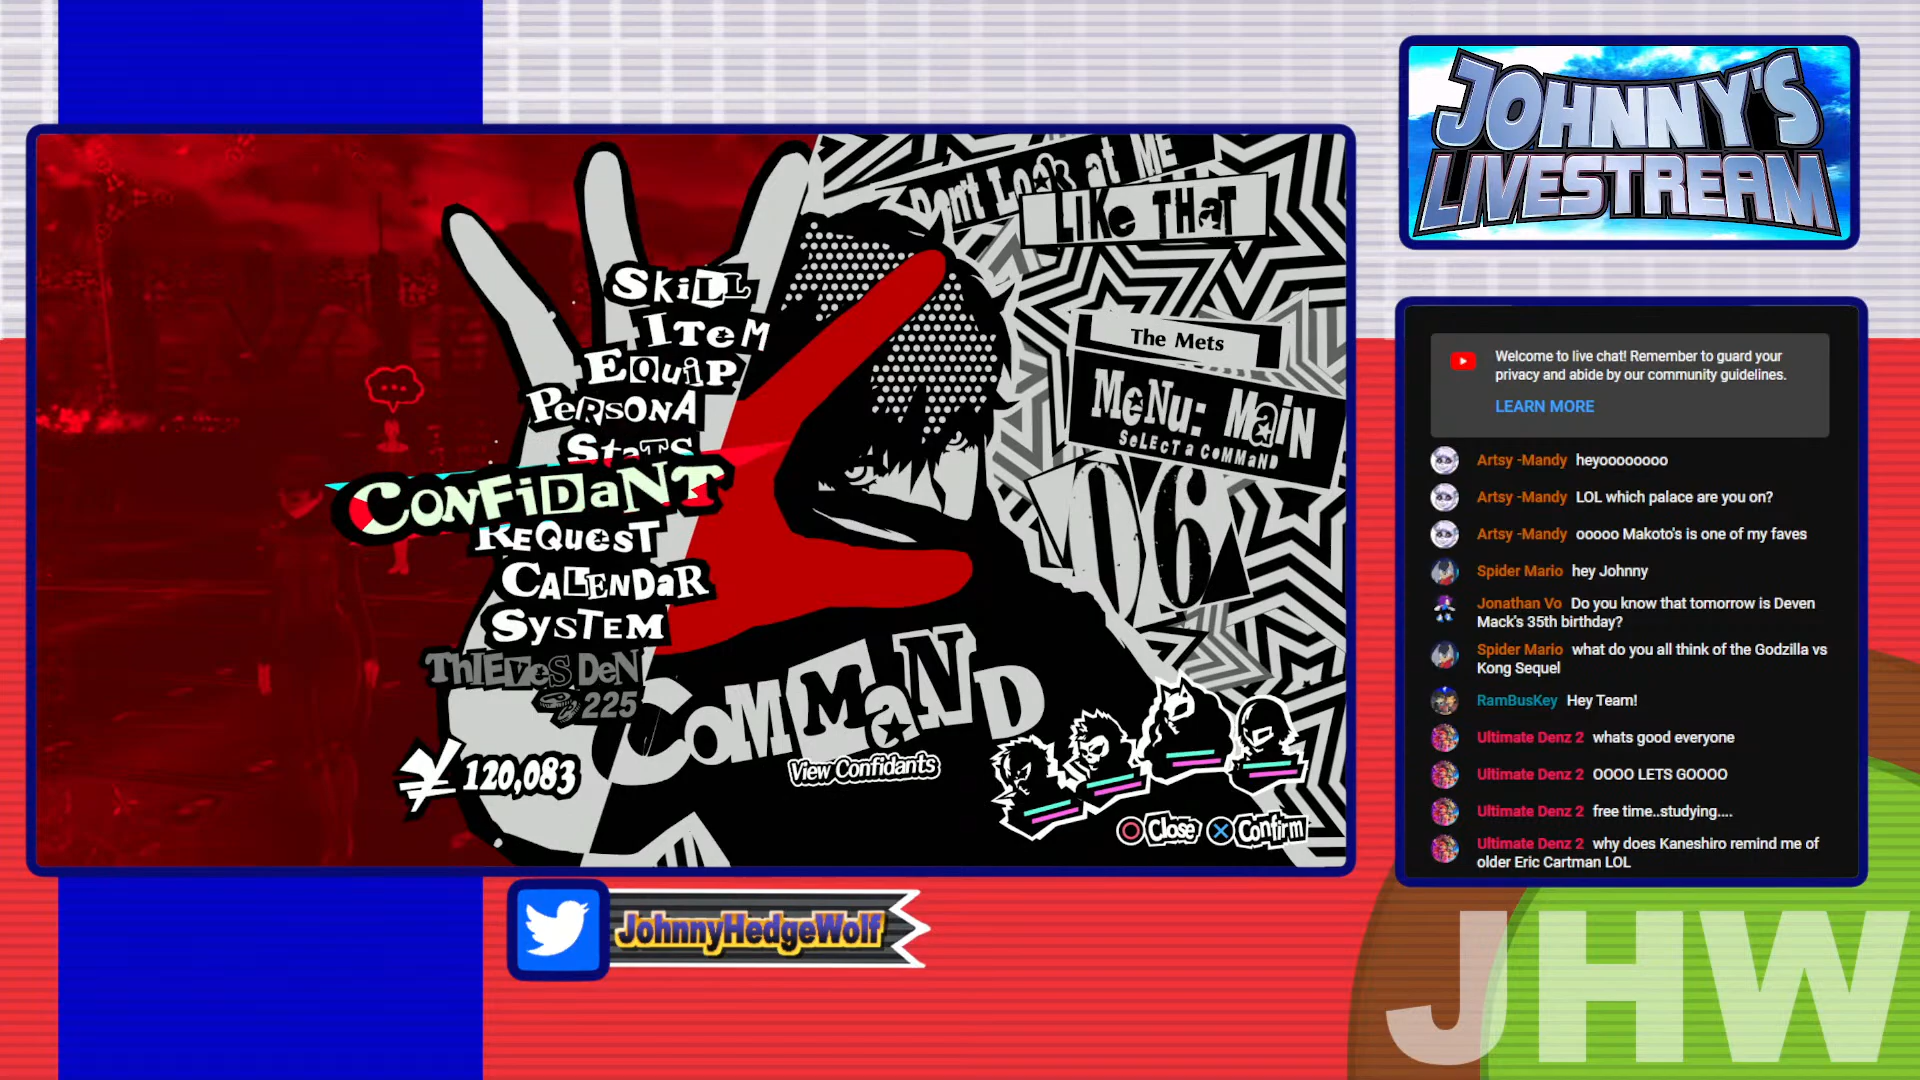 JOHNNY'S
LIVESTREAM
Don't Look at ME
LIKe THaT
The Mets
MeNu: MaiN
SeLEcT a CoMMaND
06
SkiLL
ITeM
EQuiP
PeRSONA
StaTS
CONFiDaNT
ReQuesT
CaLENDaR
SySTEM
ThIEVes DeN
225
¥ 120,083
CoMMaND
View Confidants
Close
Confirm
Welcome to live chat! Remember to guard your
privacy and abide by our community guidelines.
LEARN MORE
Artsy -Mandy heyoooooooo
Artsy -Mandy LOL which palace are you on?
Artsy -Mandy ooooo Makoto's is one of my faves
Spider Mario hey Johnny
Jonathan Vo Do you know that tomorrow is Deven
Mack's 35th birthday?
Spider Mario what do you all think of the Godzilla vs
Kong Sequel
RamBusKey Hey Team!
Ultimate Denz 2 whats good everyone
Ultimate Denz 2 OOOO LETS GOOOO
Ultimate Denz 2 free time..studying....
Ultimate Denz 2 why does Kaneshiro remind me of
older Eric Cartman LOL
JohnnyHedgeWolf
JHW